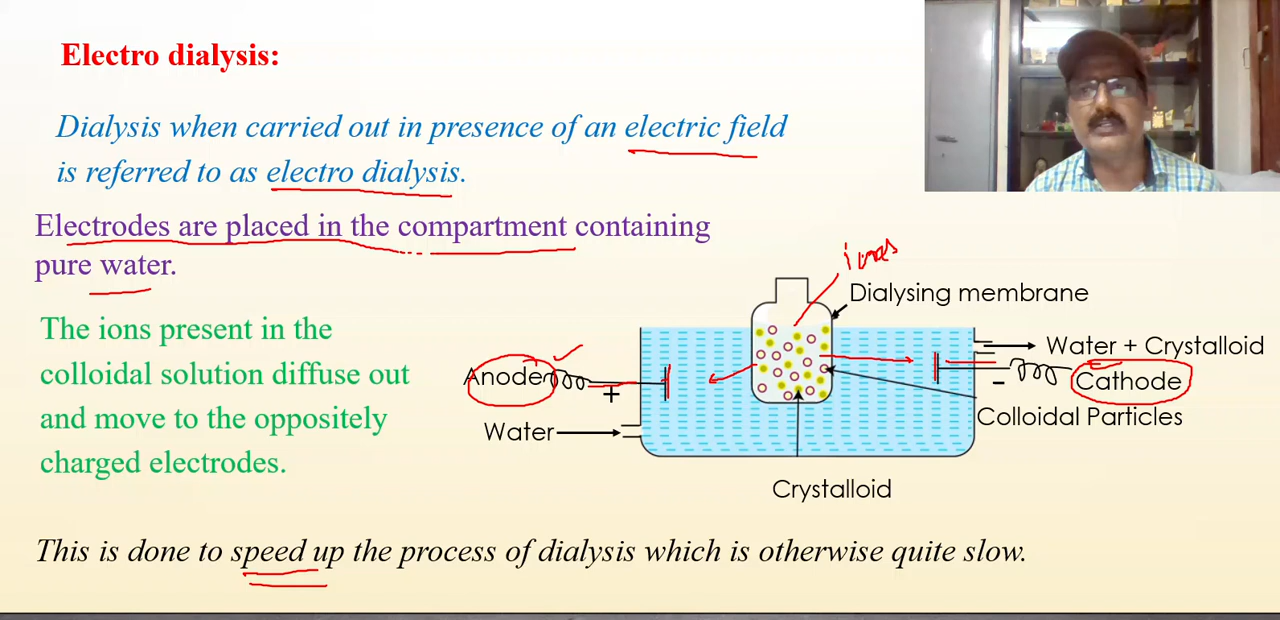 Electro dialysis:
Dialysis when carried out in presence of an electric field
is referred to as electro dialysis.
Electrodes are placed in the compartment containing
pure water.
The ions present in the
colloidal solution diffuse out
and move to the oppositely
charged electrodes.
ions
Dialysing membrane
Water + Crystalloid
Anode
+
-
Cathode
Colloidal Particles
Water
Crystalloid
This is done to speed up the process of dialysis which is otherwise quite slow.